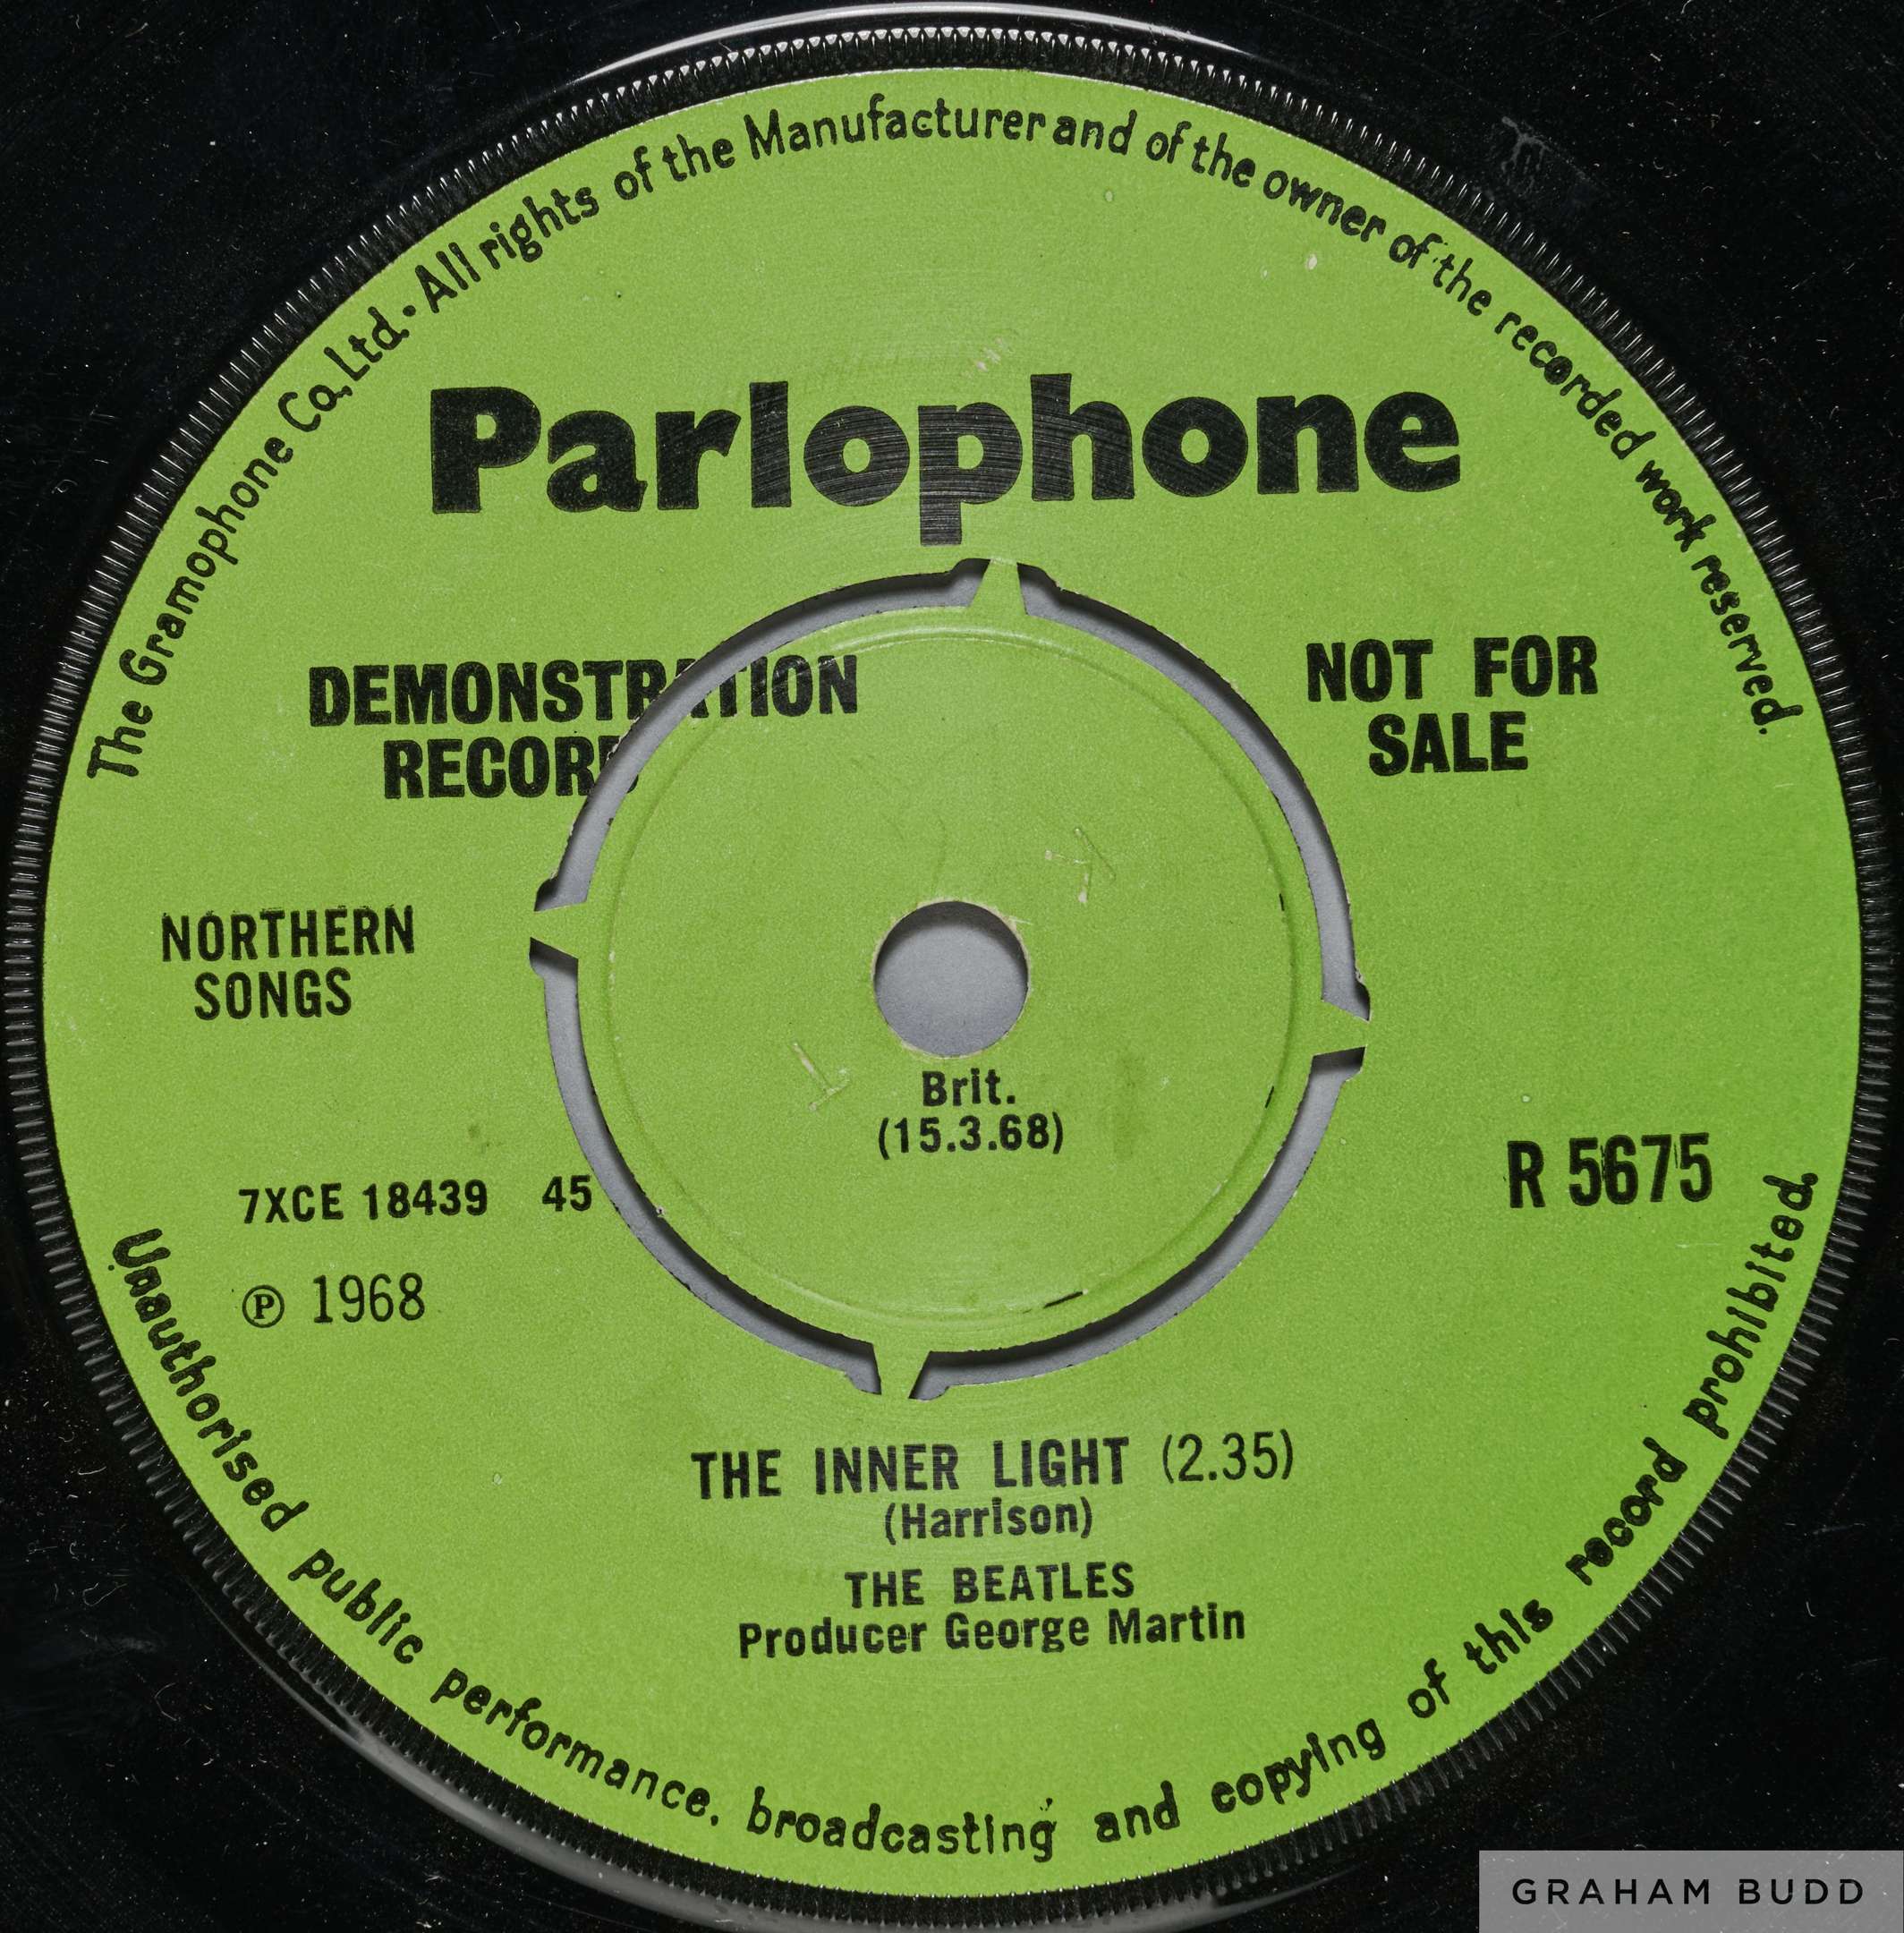 The Gramophone Co, Ltd. · All rights of the Manufacturer and of the owner of the recorded work reserved.
Parlophone
DEMONSTRATION
RECORD
NOT FOR
SALE
NORTHERN
SONGS
Brit.
(15.3.68)
7XCE 18439 45
R 5675
℗ 1968
THE INNER LIGHT (2.35)
(Harrison)
THE BEATLES
Producer George Martin
Unauthorised public performance, broadcasting and copying of this record prohibited.
GRAHAM BUDD